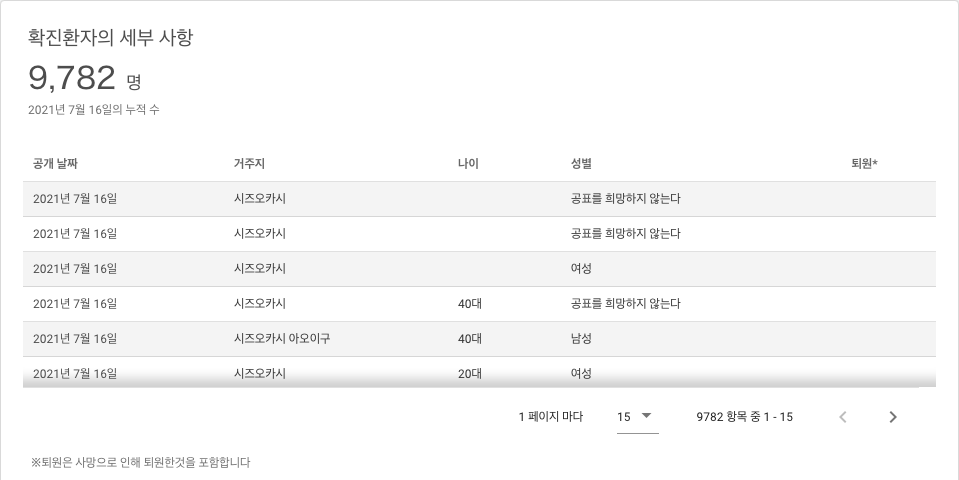 확진환자의 세부 사항
9,782 명
2021년 7월 16일의 누적 수
공개 날짜 거주지 나이 성별 퇴원*
2021년 7월 16일 시즈오카시 공표를 희망하지 않는다
2021년 7월 16일 시즈오카시 공표를 희망하지 않는다
2021년 7월 16일 시즈오카시 여성
2021년 7월 16일 시즈오카시 40대 공표를 희망하지 않는다
2021년 7월 16일 시즈오카시 아오이구 40대 남성
2021년 7월 16일 시즈오카시 20대 여성
1 페이지 마다 15 9782 항목 중 1 - 15
※퇴원은 사망으로 인해 퇴원한것을 포함합니다